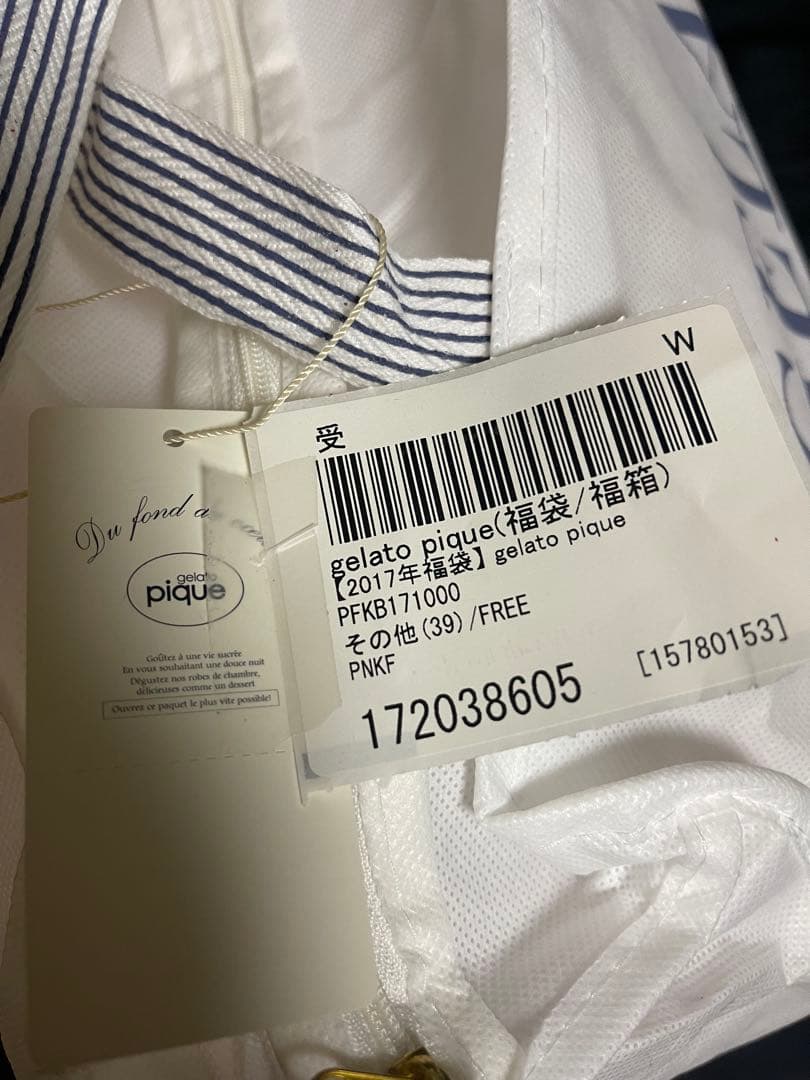 W
受
gelato pique(福袋/福箱)
【2017年福袋】gelato pique
PFKB171000
その他(39)/FREE
PNKF
172038605
[15780153]
Du fond
gelato
pique
Goûtez à une vie sucrée
En vous souhaitant une douce nuit
Dégustez nos robes de chambre,
délicieuses comme un dessert
Ouvrez ce paquet le plus vite possible!